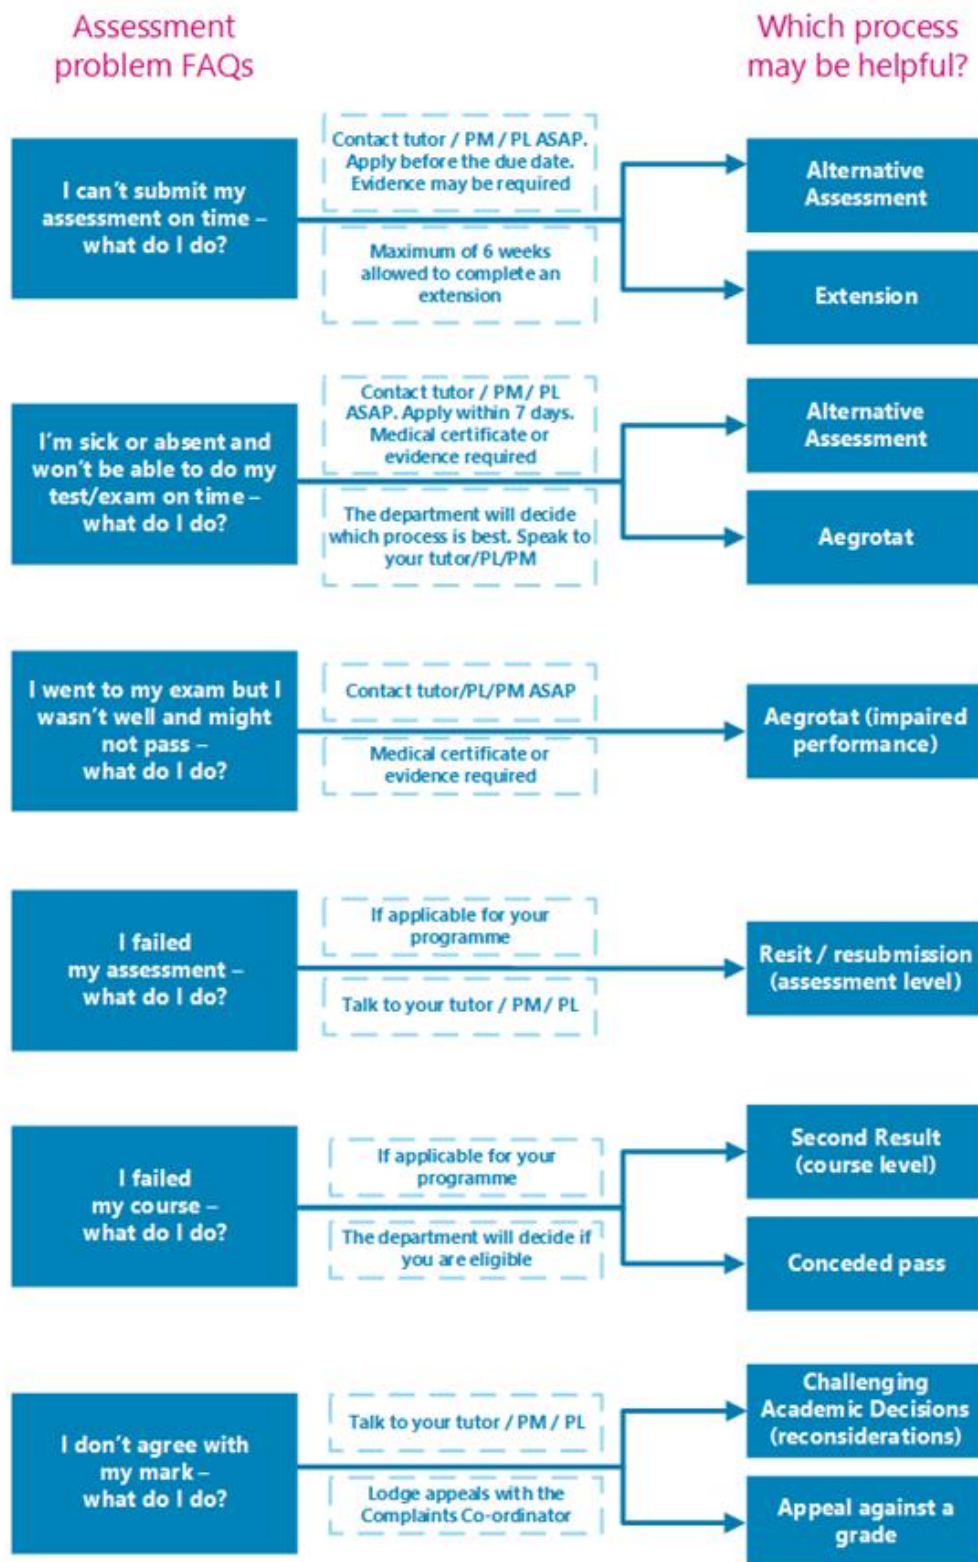 Assessment
problem FAQs
Which process
may be helpful?
I can't submit my
assessment on time –
what do I do?
Contact tutor / PM / PL ASAP.
Apply before the due date.
Evidence may be required
Maximum of 6 weeks
allowed to complete an
extension
Alternative
Assessment
Extension
I'm sick or absent and
won't be able to do my
test/exam on time –
what do I do?
Contact tutor / PM / PL
ASAP. Apply within 7 days.
Medical certificate or
evidence required
The department will decide
which process is best. Speak to
your tutor/PL/PM
Alternative
Assessment
Aegrotat
I went to my exam but I
wasn't well and might
not pass –
what do I do?
Contact tutor/PL/PM ASAP
Medical certificate or
evidence required
Aegrotat (impaired
performance)
I failed
my assessment –
what do I do?
If applicable for your
programme
Talk to your tutor / PM / PL
Resit / resubmission
(assessment level)
I failed
my course –
what do I do?
If applicable for your
programme
The department will decide if
you are eligible
Second Result
(course level)
Conceded pass
I don't agree with
my mark –
what do I do?
Talk to your tutor / PM / PL
Lodge appeals with the
Complaints Co-ordinator
Challenging
Academic Decisions
(reconsiderations)
Appeal against a
grade